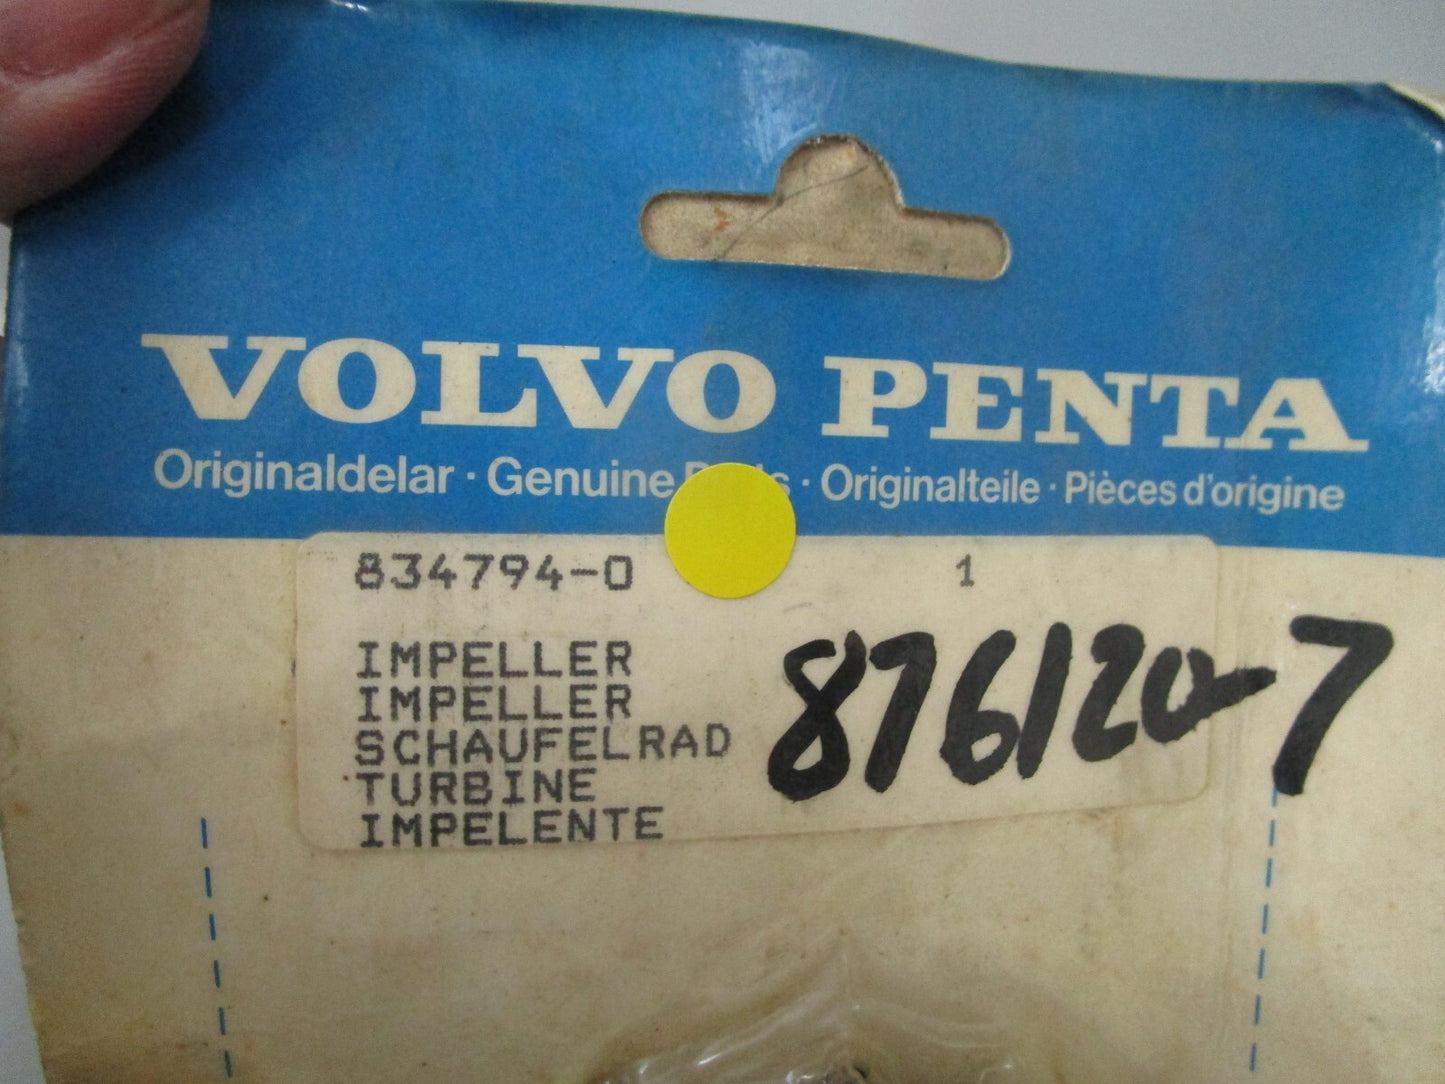 VOLVO PENTA
Originaldelar · Genuine · Originalteile · Pièces d'origine
834794-0 1
IMPELLER
IMPELLER
SCHAUFELRAD
TURBINE
IMPELENTE
876120-7